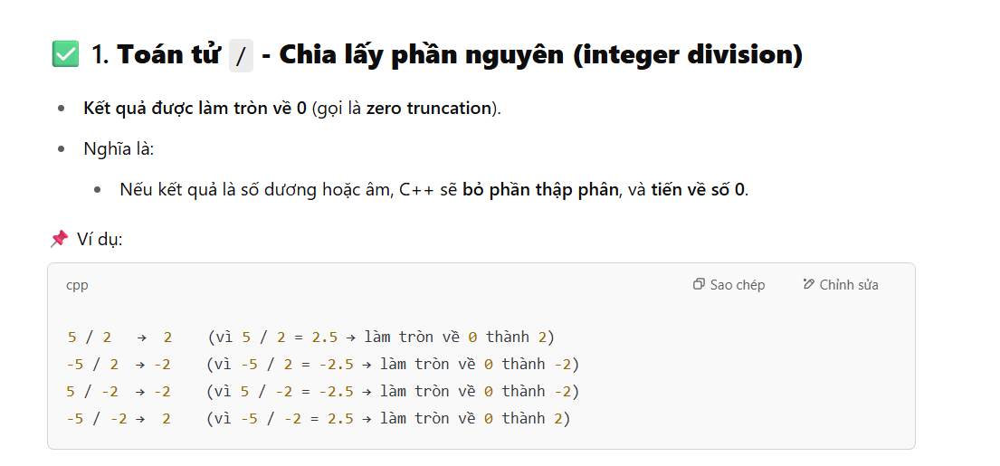 ✅ 1. Toán tử / - Chia lấy phần nguyên (integer division)
• Kết quả được làm tròn về 0 (gọi là zero truncation).
• Nghĩa là:
• Nếu kết quả là số dương hoặc âm, C++ sẽ bỏ phần thập phân, và tiến về số 0.
📌 Ví dụ:
cpp Sao chép Chỉnh sửa
5 / 2 → 2 (vì 5 / 2 = 2.5 → làm tròn về 0 thành 2)
-5 / 2 → -2 (vì -5 / 2 = -2.5 → làm tròn về 0 thành -2)
5 / -2 → -2 (vì 5 / -2 = -2.5 → làm tròn về 0 thành -2)
-5 / -2 → 2 (vì -5 / -2 = 2.5 → làm tròn về 0 thành 2)